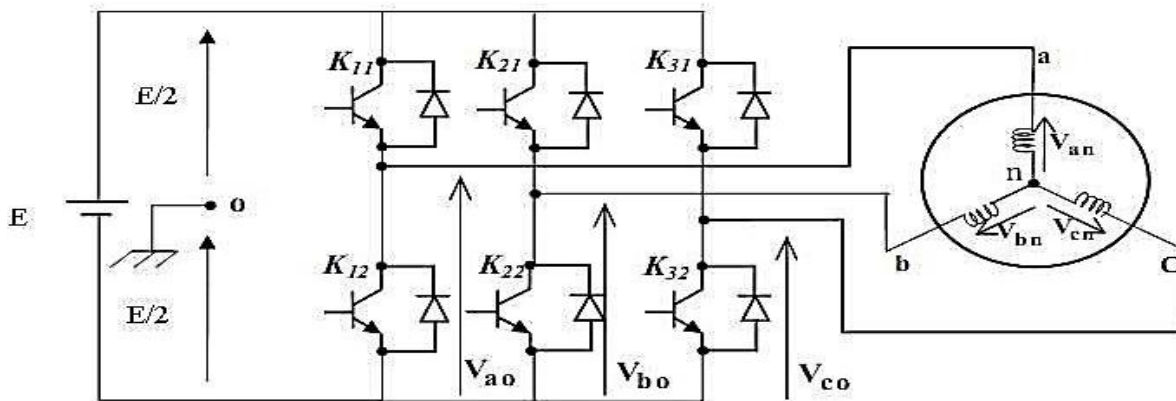 K11
K21
K31
a
E/2
Van
n
E
o
Vbn
Vcn
K12
K22
K32
b
C
E/2
Vao
Vbo
Vco